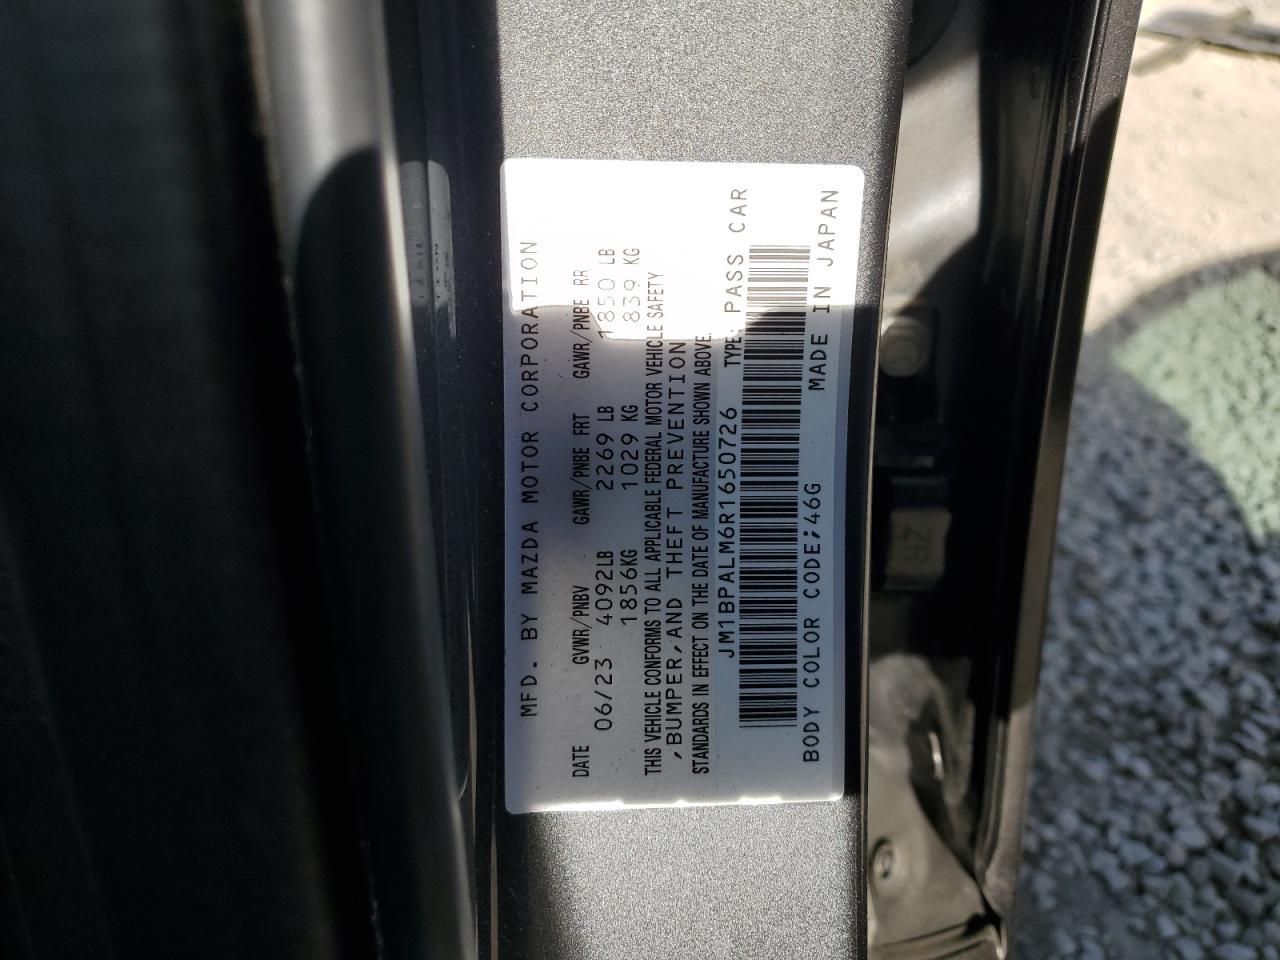 MFD. BY MAZDA MOTOR CORPORATION
DATE GVWR/PNBV GAWR/PNBE FRT GAWR/PNBE RR
06/23 4092LB 2269 LB 1850 LB
1856KG 1029 KG 839 KG
THIS VEHICLE CONFORMS TO ALL APPLICABLE FEDERAL MOTOR VEHICLE SAFETY
,BUMPER,AND THEFT PREVENTION
STANDARDS IN EFFECT ON THE DATE OF MANUFACTURE SHOWN ABOVE.
JM1BPALM6R1650726 TYPE: PASS CAR
BODY COLOR CODE;46G MADE IN JAPAN
ZR